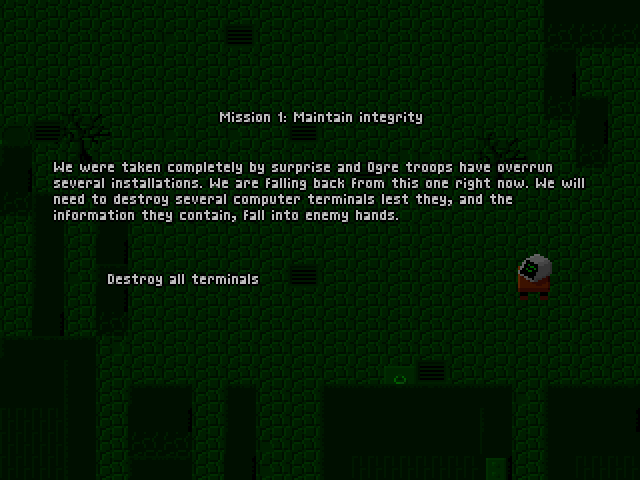 Mission 1: Maintain integrity
We were taken completely by surprise and Ogre troops have overrun
several installations. We are falling back from this one right now. We will
need to destroy several computer terminals lest they, and the
information they contain, fall into enemy hands.
Destroy all terminals